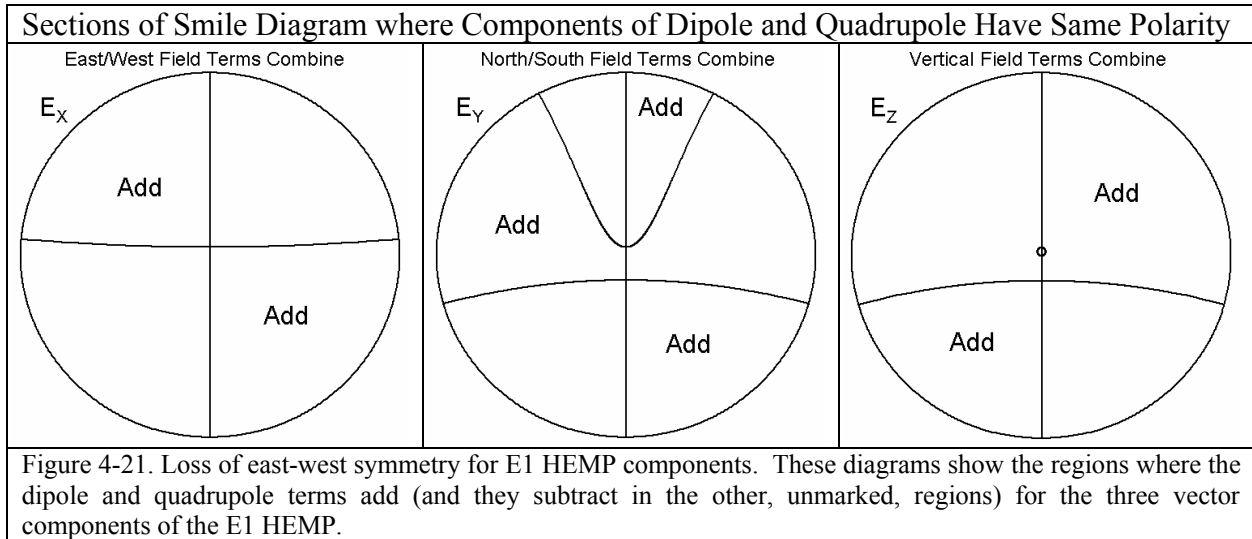 Sections of Smile Diagram where Components of Dipole and Quadrupole Have Same Polarity
East/West Field Terms Combine
E_X
Add
Add
North/South Field Terms Combine
E_Y
Add
Add
Add
Vertical Field Terms Combine
E_Z
Add
Add
Figure 4-21. Loss of east-west symmetry for E1 HEMP components. These diagrams show the regions where the
dipole and quadrupole terms add (and they subtract in the other, unmarked, regions) for the three vector
components of the E1 HEMP.